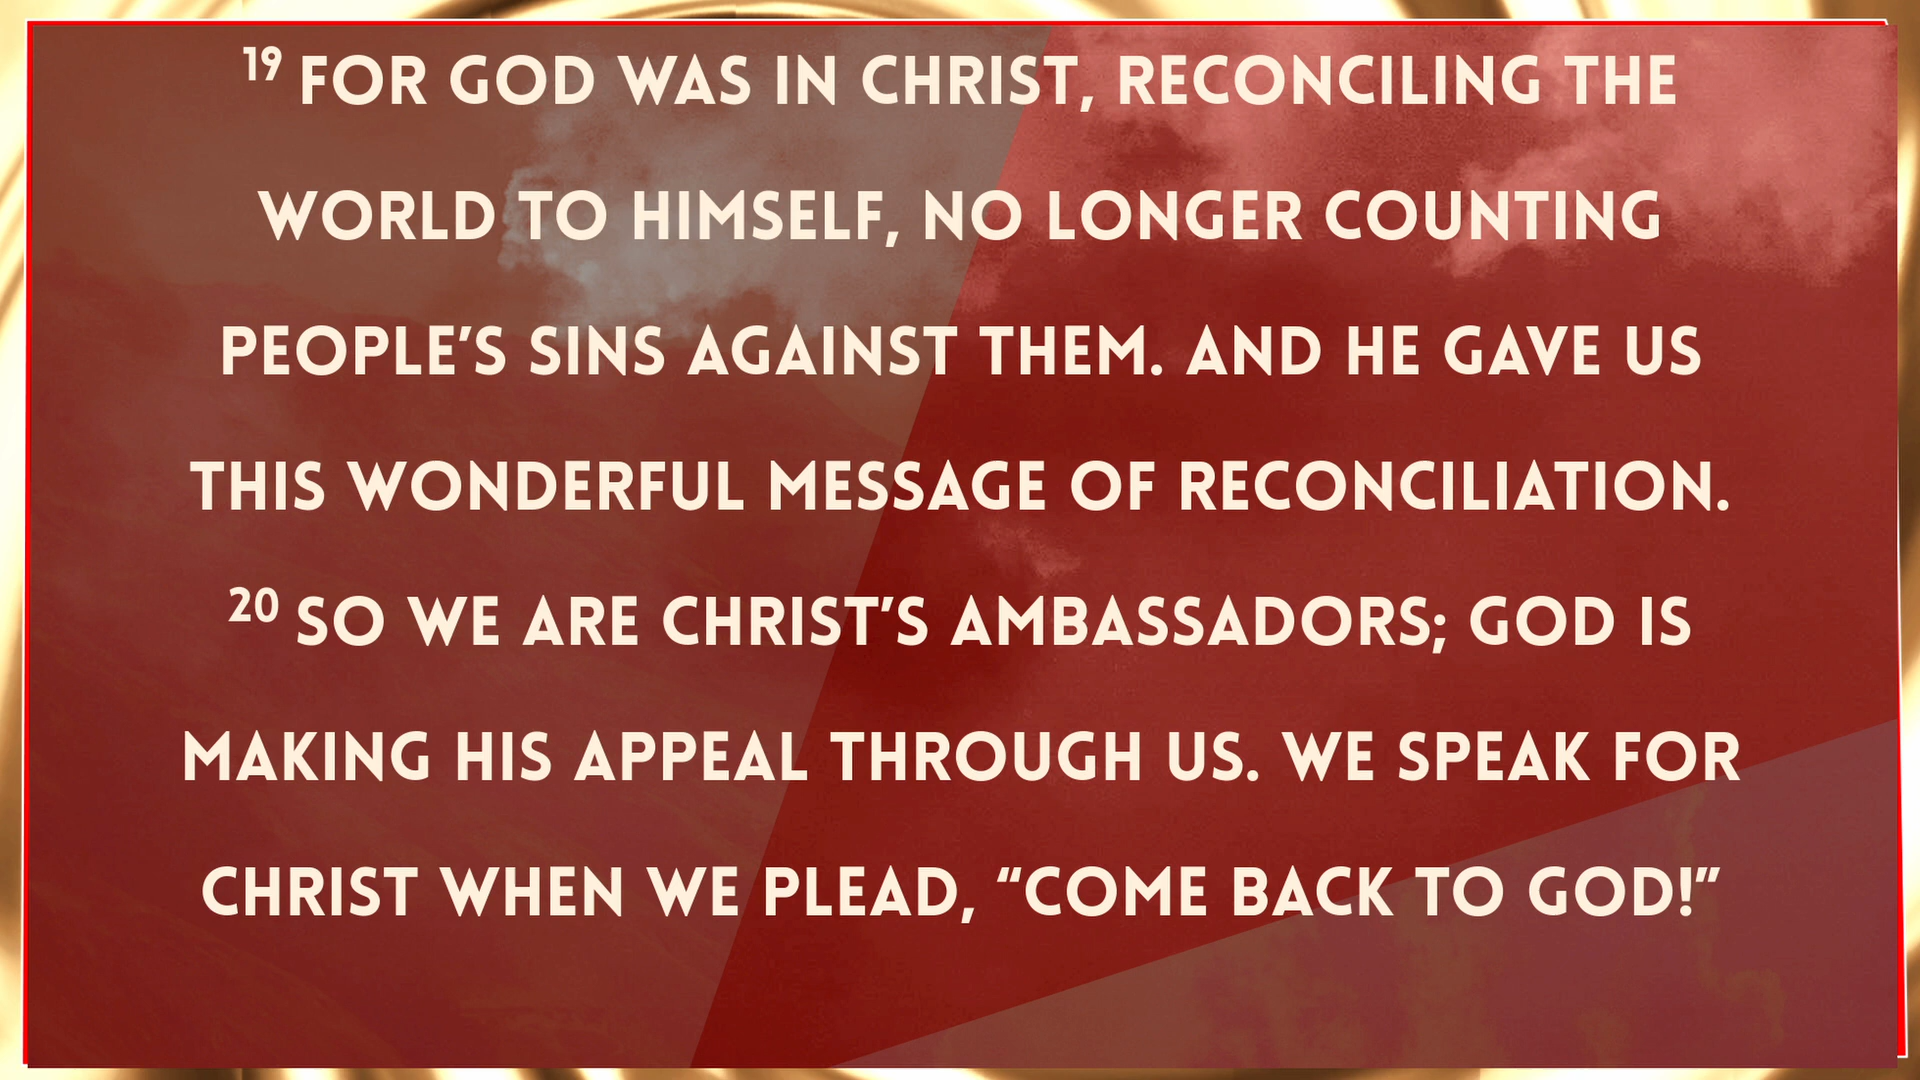 19 FOR GOD WAS IN CHRIST, RECONCILING THE
WORLD TO HIMSELF, NO LONGER COUNTING
PEOPLE’S SINS AGAINST THEM. AND HE GAVE US
THIS WONDERFUL MESSAGE OF RECONCILIATION.
20 SO WE ARE CHRIST’S AMBASSADORS; GOD IS
MAKING HIS APPEAL THROUGH US. WE SPEAK FOR
CHRIST WHEN WE PLEAD, “COME BACK TO GOD!”